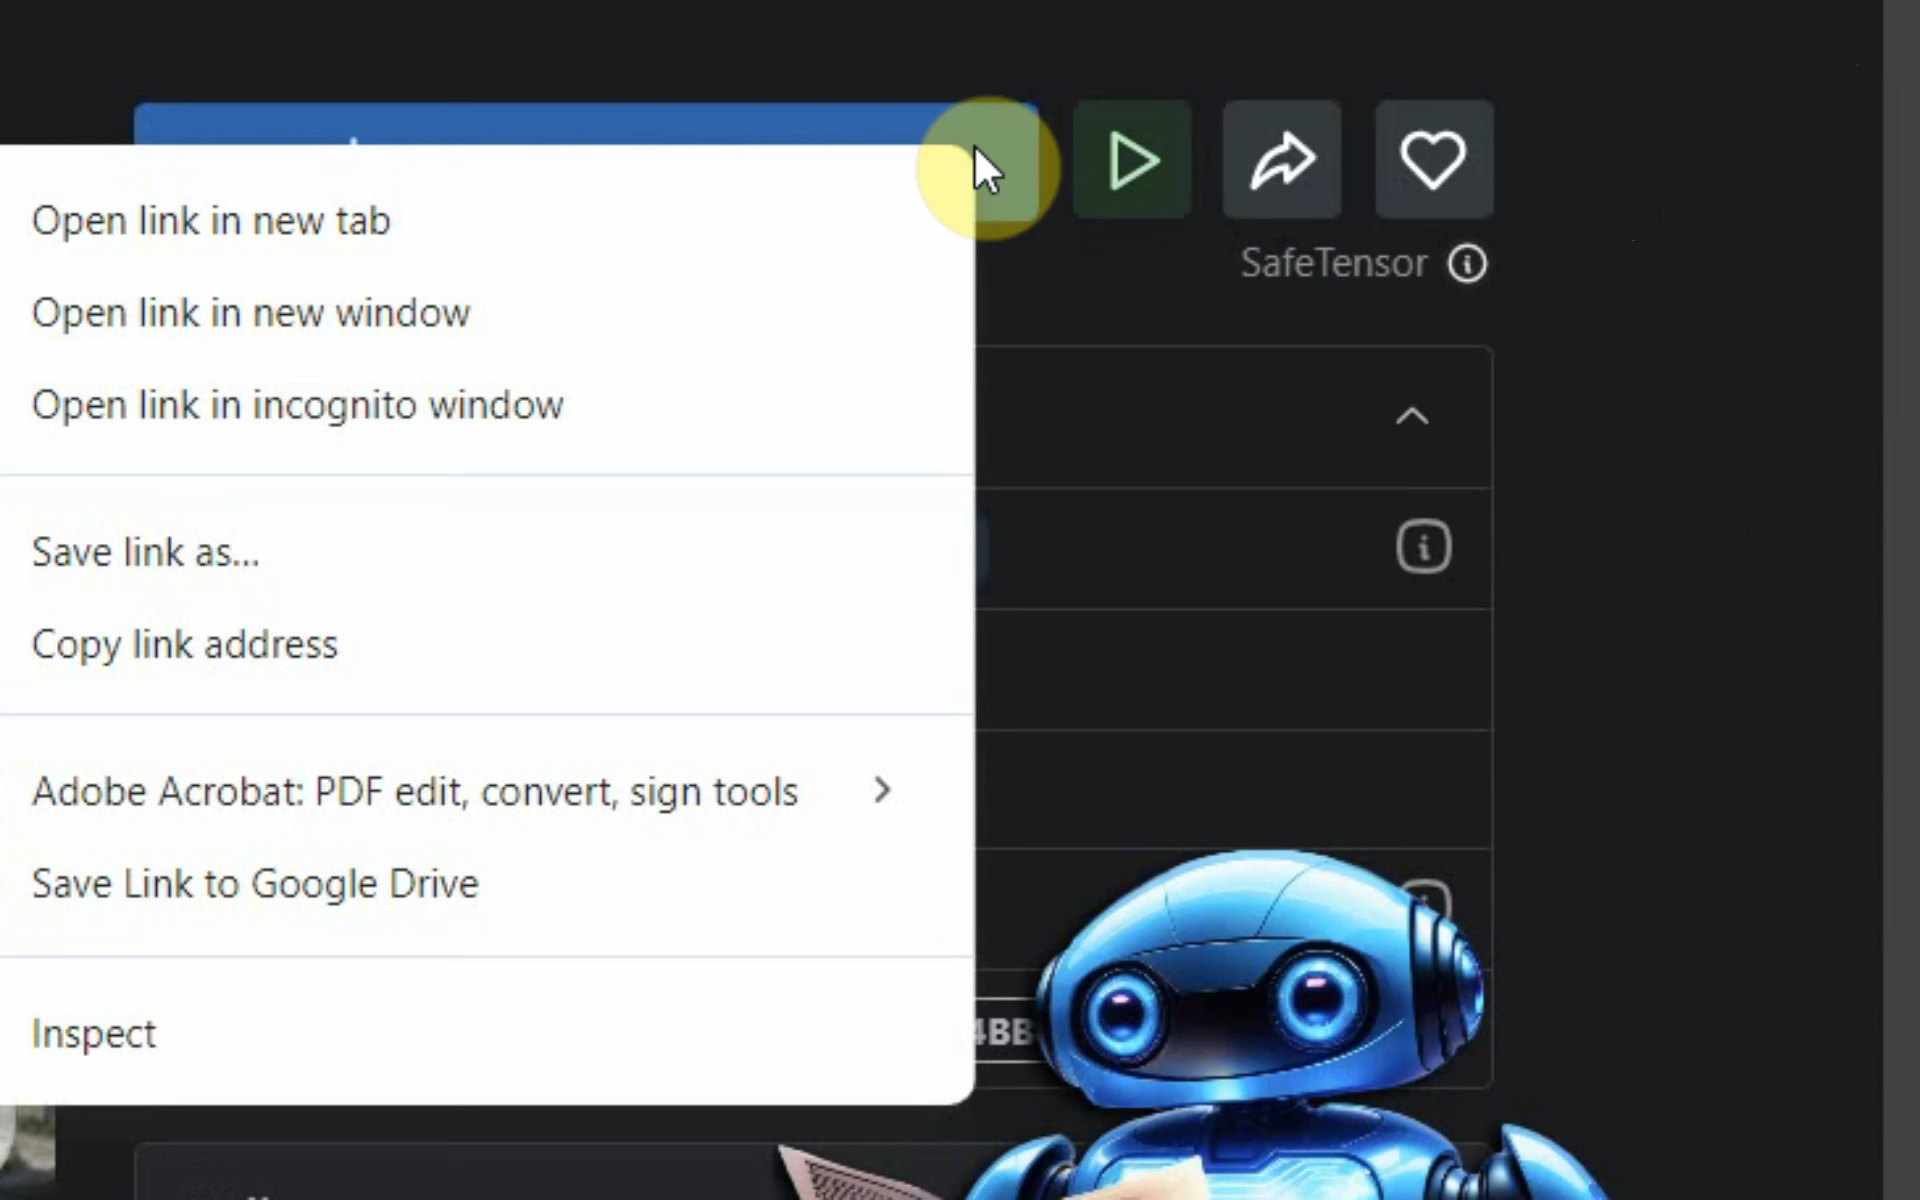 Open link in new tab
Open link in new window
Open link in incognito window
Save link as...
Copy link address
Adobe Acrobat: PDF edit, convert, sign tools
Save Link to Google Drive
Inspect
SafeTensor
4BB